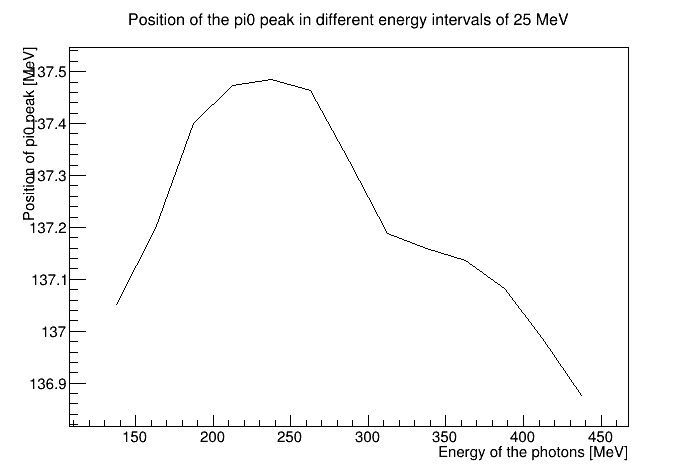 Position of the pi0 peak in different energy intervals of 25 MeV
Position of pi0 peak [MeV]
137.5
137.4
137.3
137.2
137.1
137
136.9
150 200 250 300 350 400 450
Energy of the photons [MeV]